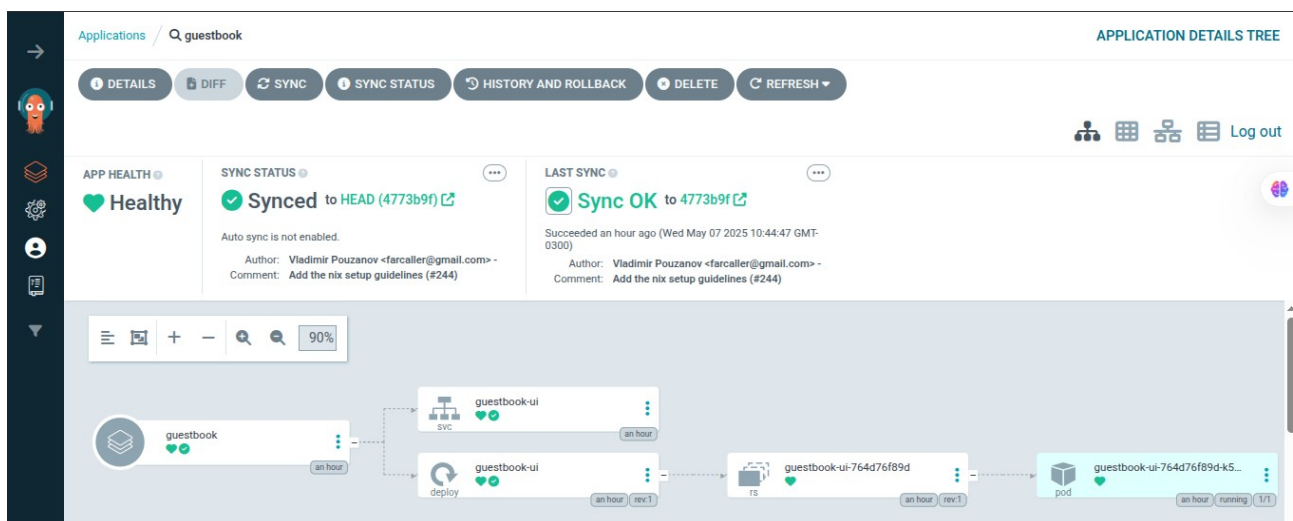 Applications / guestbook
APPLICATION DETAILS TREE
DETAILS DIFF SYNC SYNC STATUS HISTORY AND ROLLBACK DELETE REFRESH
Log out
APP HEALTH
Healthy
SYNC STATUS
Synced to HEAD (4773b9f)
Auto sync is not enabled.
Author: Vladimir Pouzanov <farcaller@gmail.com> -
Comment: Add the nix setup guidelines (#244)
LAST SYNC
Sync OK to 4773b9f
Succeeded an hour ago (Wed May 07 2025 10:44:47 GMT-
0300)
Author: Vladimir Pouzanov <farcaller@gmail.com> -
Comment: Add the nix setup guidelines (#244)
90%
guestbook
an hour
svc
guestbook-ui
an hour
deploy
guestbook-ui
an hour rev:1
rs
guestbook-ui-764d76f89d
an hour rev:1
pod
guestbook-ui-764d76f89d-k5...
an hour running 1/1